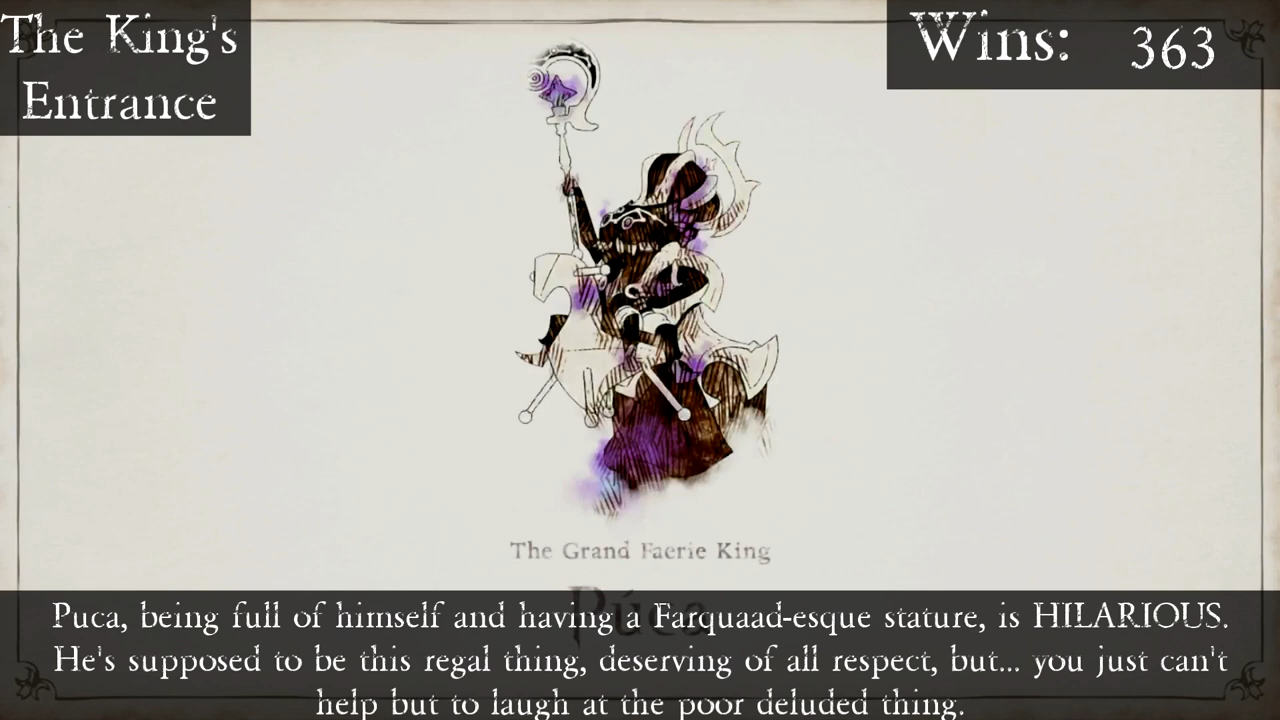 The King's
Entrance
Wins: 363
The Grand Faerie King
Púca
Puca, being full of himself and having a Farquaad-esque stature, is HILARIOUS.
He's supposed to be this regal thing, deserving of all respect, but... you just can't
help but to laugh at the poor deluded thing.